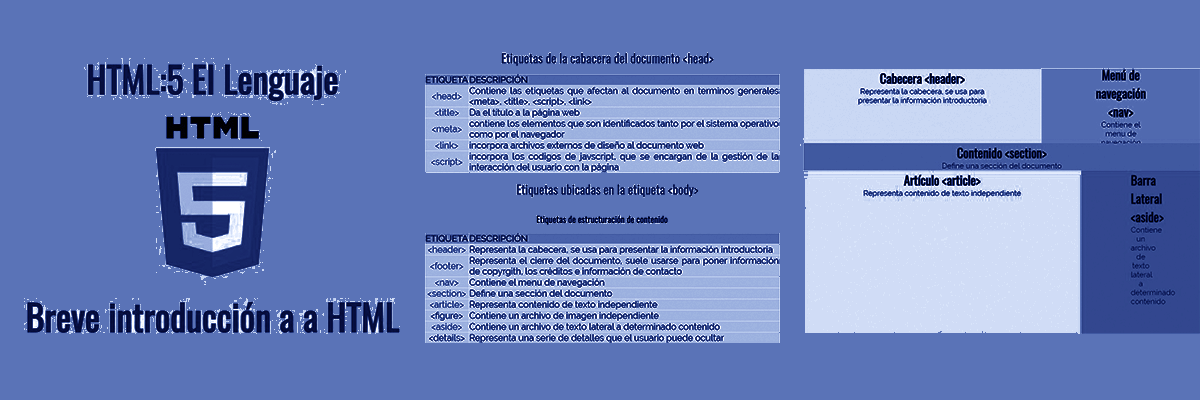 HTML:5 El Lenguaje
HTML
5
Breve introducción a a HTML
Etiquetas de la cabacera del documento <head>
ETIQUETA DESCRIPCIÓN
<head> Contiene las etiquetas que afectan al documento en terminos generales:
<meta>, <title>, <script>, <link>
<title> Da el título a la página web
<meta> contiene los elementos que son identificados tanto por el sistema operativo
como por el navegador
<link> incorpora archivos externos de diseño al documento web
<script> incorpora los codigos de javscript, que se encargan de la gestión de la
interacción del usuario con la página
Etiquetas ubicadas en la etiqueta <body>
Etiquetas de estructuración de contenido
ETIQUETA DESCRIPCIÓN
<header> Representa la cabecera, se usa para presentar la información introductoria
<footer> Representa el cierre del documento, suele usarse para poner información
de copyrgith, los créditos e información de contacto
<nav> Contiene el menu de navegación
<section> Define una sección del documento
<article> Representa contenido de texto independiente
<figure> Contiene un archivo de imagen independiente
<aside> Contiene un archivo de texto lateral a determinado contenido
<details> Representa una serie de detalles que el usuario puede ocultar
Cabecera <header>
Representa la cabecera, se usa para
presentar la información introductoria
Menú de
navegación
<nav>
Contiene el
menu de
navegación
Contenido <section>
Define una sección del documento
Artículo <article>
Representa contenido de texto independiente
Barra
Lateral
<aside>
Contiene
un
archivo
de
texto
lateral
a
determinado
contenido